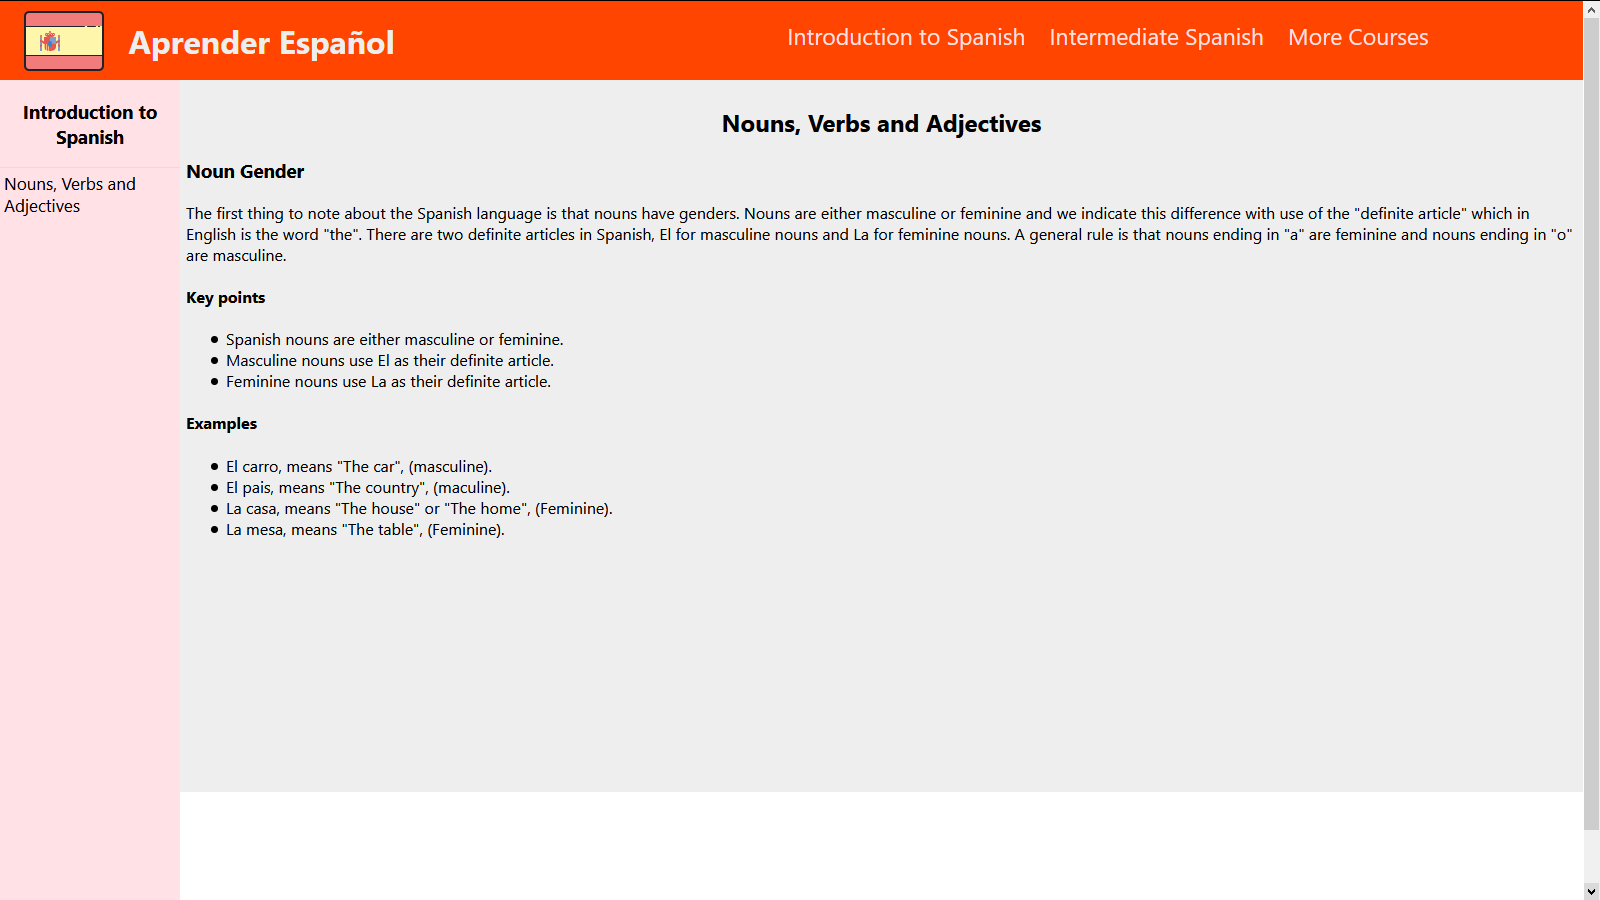 Aprender Español
Introduction to Spanish
Intermediate Spanish
More Courses
Introduction to
Spanish
Nouns, Verbs and
Adjectives
Nouns, Verbs and Adjectives
Noun Gender
The first thing to note about the Spanish language is that nouns have genders. Nouns are either masculine or feminine and we indicate this difference with use of the "definite article" which in
English is the word "the". There are two definite articles in Spanish, El for masculine nouns and La for feminine nouns. A general rule is that nouns ending in "a" are feminine and nouns ending in "o"
are masculine.
Key points
Spanish nouns are either masculine or feminine.
Masculine nouns use El as their definite article.
Feminine nouns use La as their definite article.
Examples
El carro, means "The car", (masculine).
El pais, means "The country", (maculine).
La casa, means "The house" or "The home", (Feminine).
La mesa, means "The table", (Feminine).